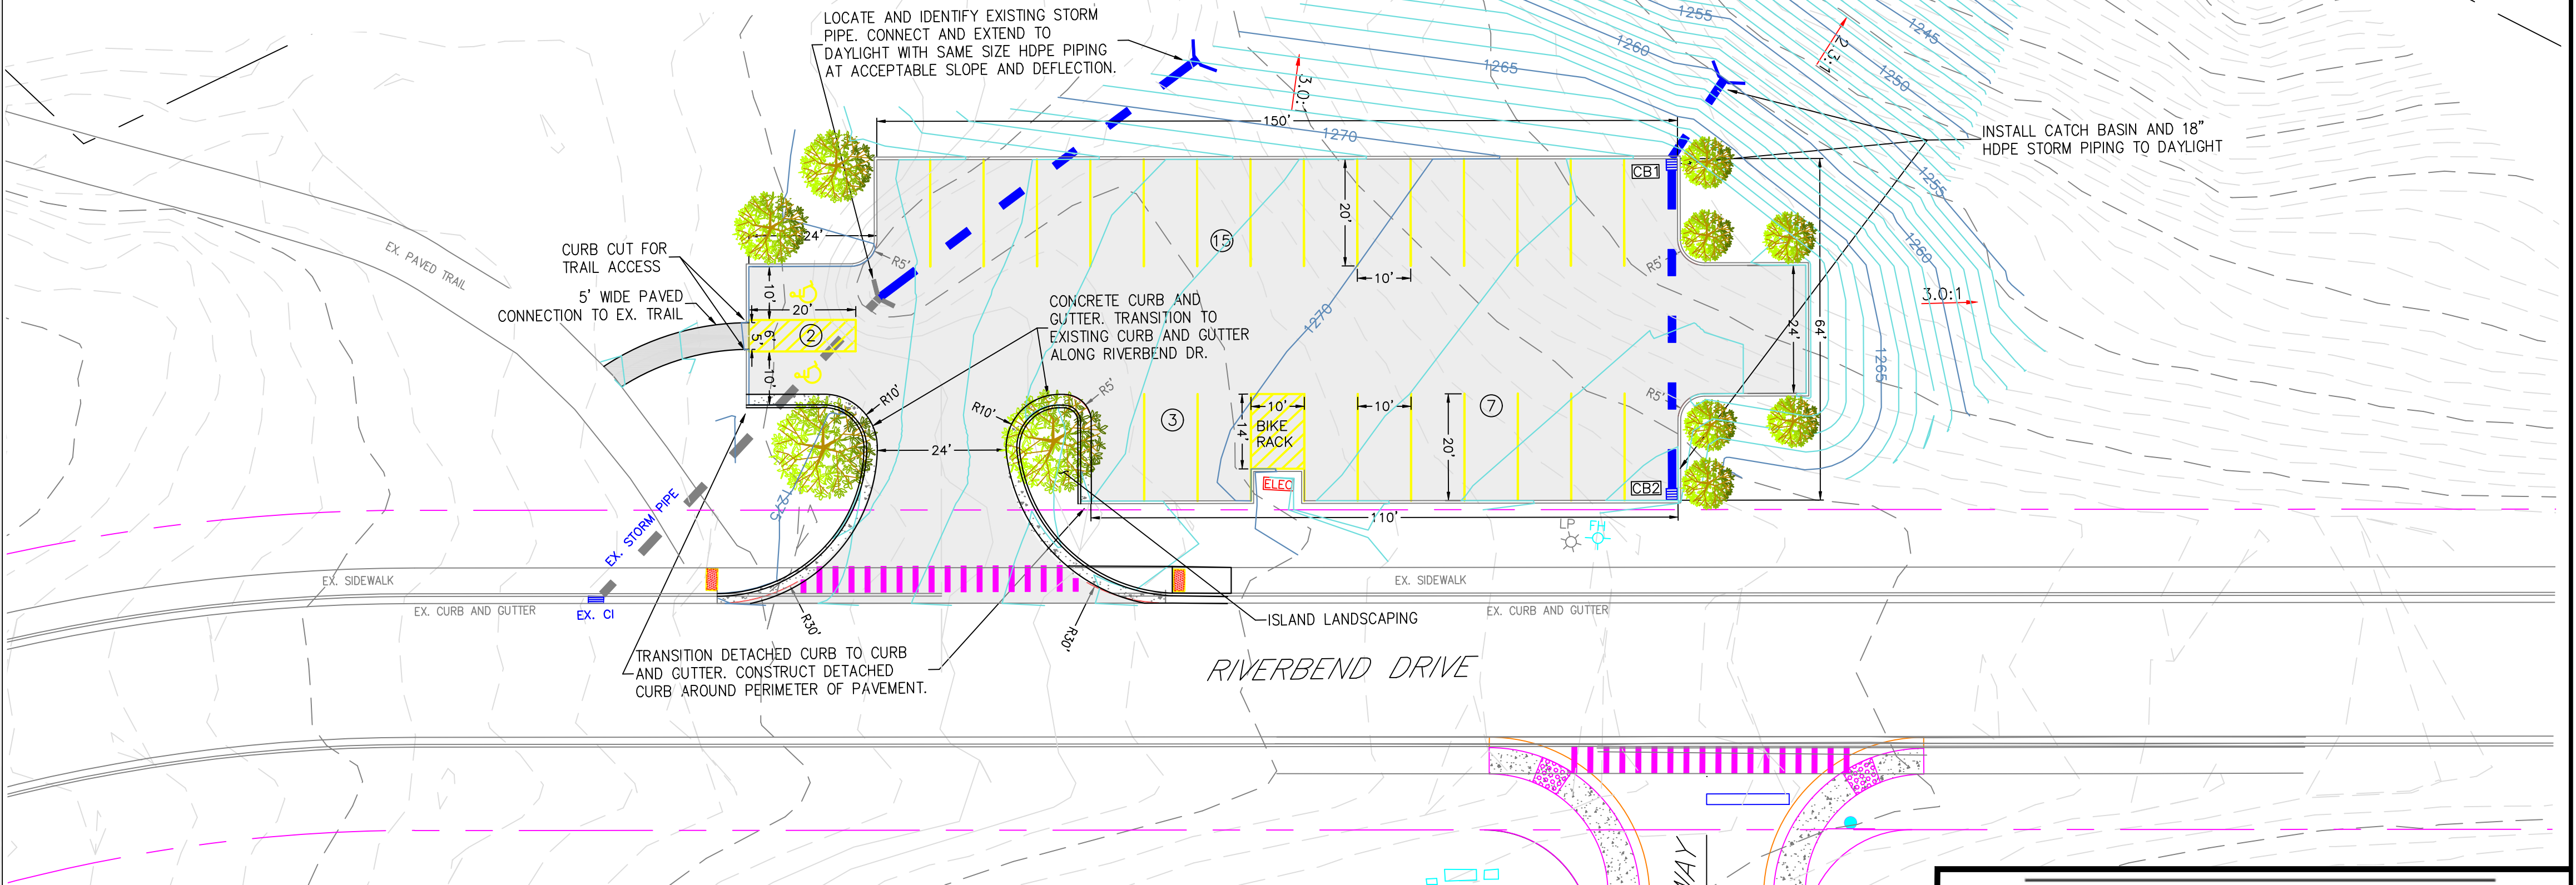 LOCATE AND IDENTIFY EXISTING STORM
PIPE. CONNECT AND EXTEND TO
DAYLIGHT WITH SAME SIZE HDPE PIPING
AT ACCEPTABLE SLOPE AND DEFLECTION.
1255
1260
1245
1265
1250
2.3:1
3.0:1
150'
1270
INSTALL CATCH BASIN AND 18"
HDPE STORM PIPING TO DAYLIGHT
CB1
1255
20'
24'
15
CURB CUT FOR
TRAIL ACCESS
EX. PAVED TRAIL
R5'
R5'
1260
10'
10'
5' WIDE PAVED
CONNECTION TO EX. TRAIL
20'
CONCRETE CURB AND
GUTTER. TRANSITION TO
EXISTING CURB AND GUTTER
ALONG RIVERBEND DR.
1270
3.0:1
2
5'
6'
24'
64'
1265
10'
R10'
R10'
R5'
R5'
3
10'
14'
BIKE
RACK
10'
20'
7
24'
ELEC
CB2
1275
EX. STORM PIPE
110'
LP
FH
EX. SIDEWALK
EX. SIDEWALK
EX. CURB AND GUTTER
EX. CI
EX. CURB AND GUTTER
R30'
R30'
ISLAND LANDSCAPING
TRANSITION DETACHED CURB TO CURB
AND GUTTER. CONSTRUCT DETACHED
CURB AROUND PERIMETER OF PAVEMENT.
RIVERBEND DRIVE
WAY